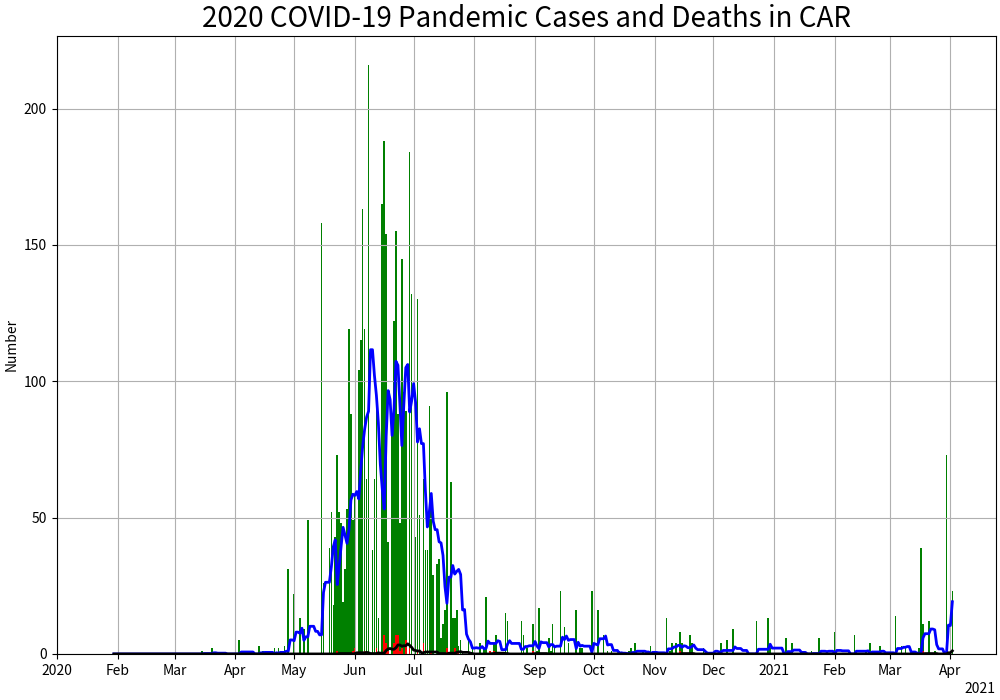 2020 COVID-19 Pandemic Cases and Deaths in CAR
Number
200
150
100
50
0
2020 Feb Mar Apr May Jun Jul Aug Sep Oct Nov Dec 2021 Feb Mar Apr
2021